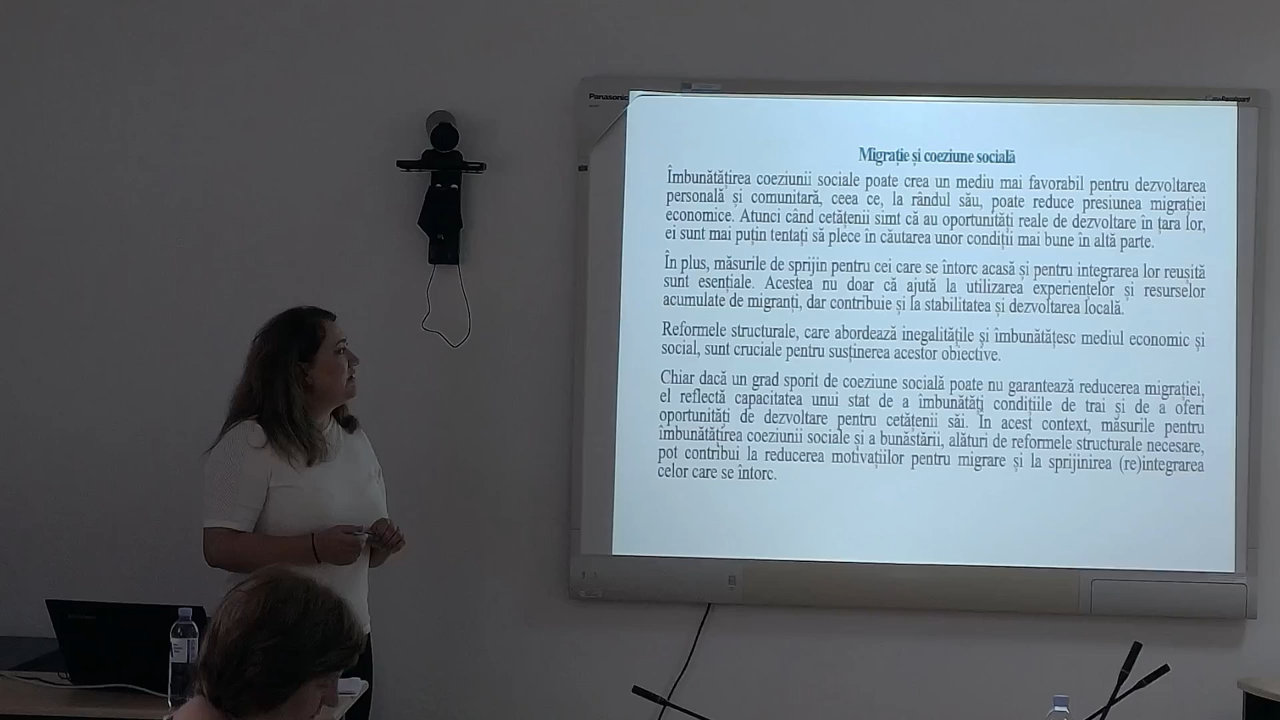 Panasonic
Migrație și coeziune socială
Îmbunătățirea coeziunii sociale poate crea un mediu mai favorabil pentru dezvoltarea
personală și comunitară, ceea ce, la rândul său, poate reduce presiunea migrației
economice. Atunci când cetățenii simt că au oportunități reale de dezvoltare în țara lor,
ei sunt mai puțin tentați să plece în căutarea unor condiții mai bune în altă parte.
În plus, măsurile de sprijin pentru cei care se întorc acasă și pentru integrarea lor reușită
sunt esențiale. Acestea nu doar că ajută la utilizarea experiențelor și resurselor
acumulate de migranți, dar contribuie și la stabilitatea și dezvoltarea locală.
Reformele structurale, care abordează inegalitățile și îmbunătățesc mediul economic și
social, sunt cruciale pentru susținerea acestor obiective.
Chiar dacă un grad sporit de coeziune socială poate nu garantează reducerea migrației,
el reflectă capacitatea unui stat de a îmbunătăți condițiile de trai și de a oferi
oportunități de dezvoltare pentru cetățenii săi. În acest context, măsurile pentru
îmbunătățirea coeziunii sociale și a bunăstării, alături de reformele structurale necesare,
pot contribui la reducerea motivațiilor pentru migrare și la sprijinirea (re)integrarea
celor care se întorc.